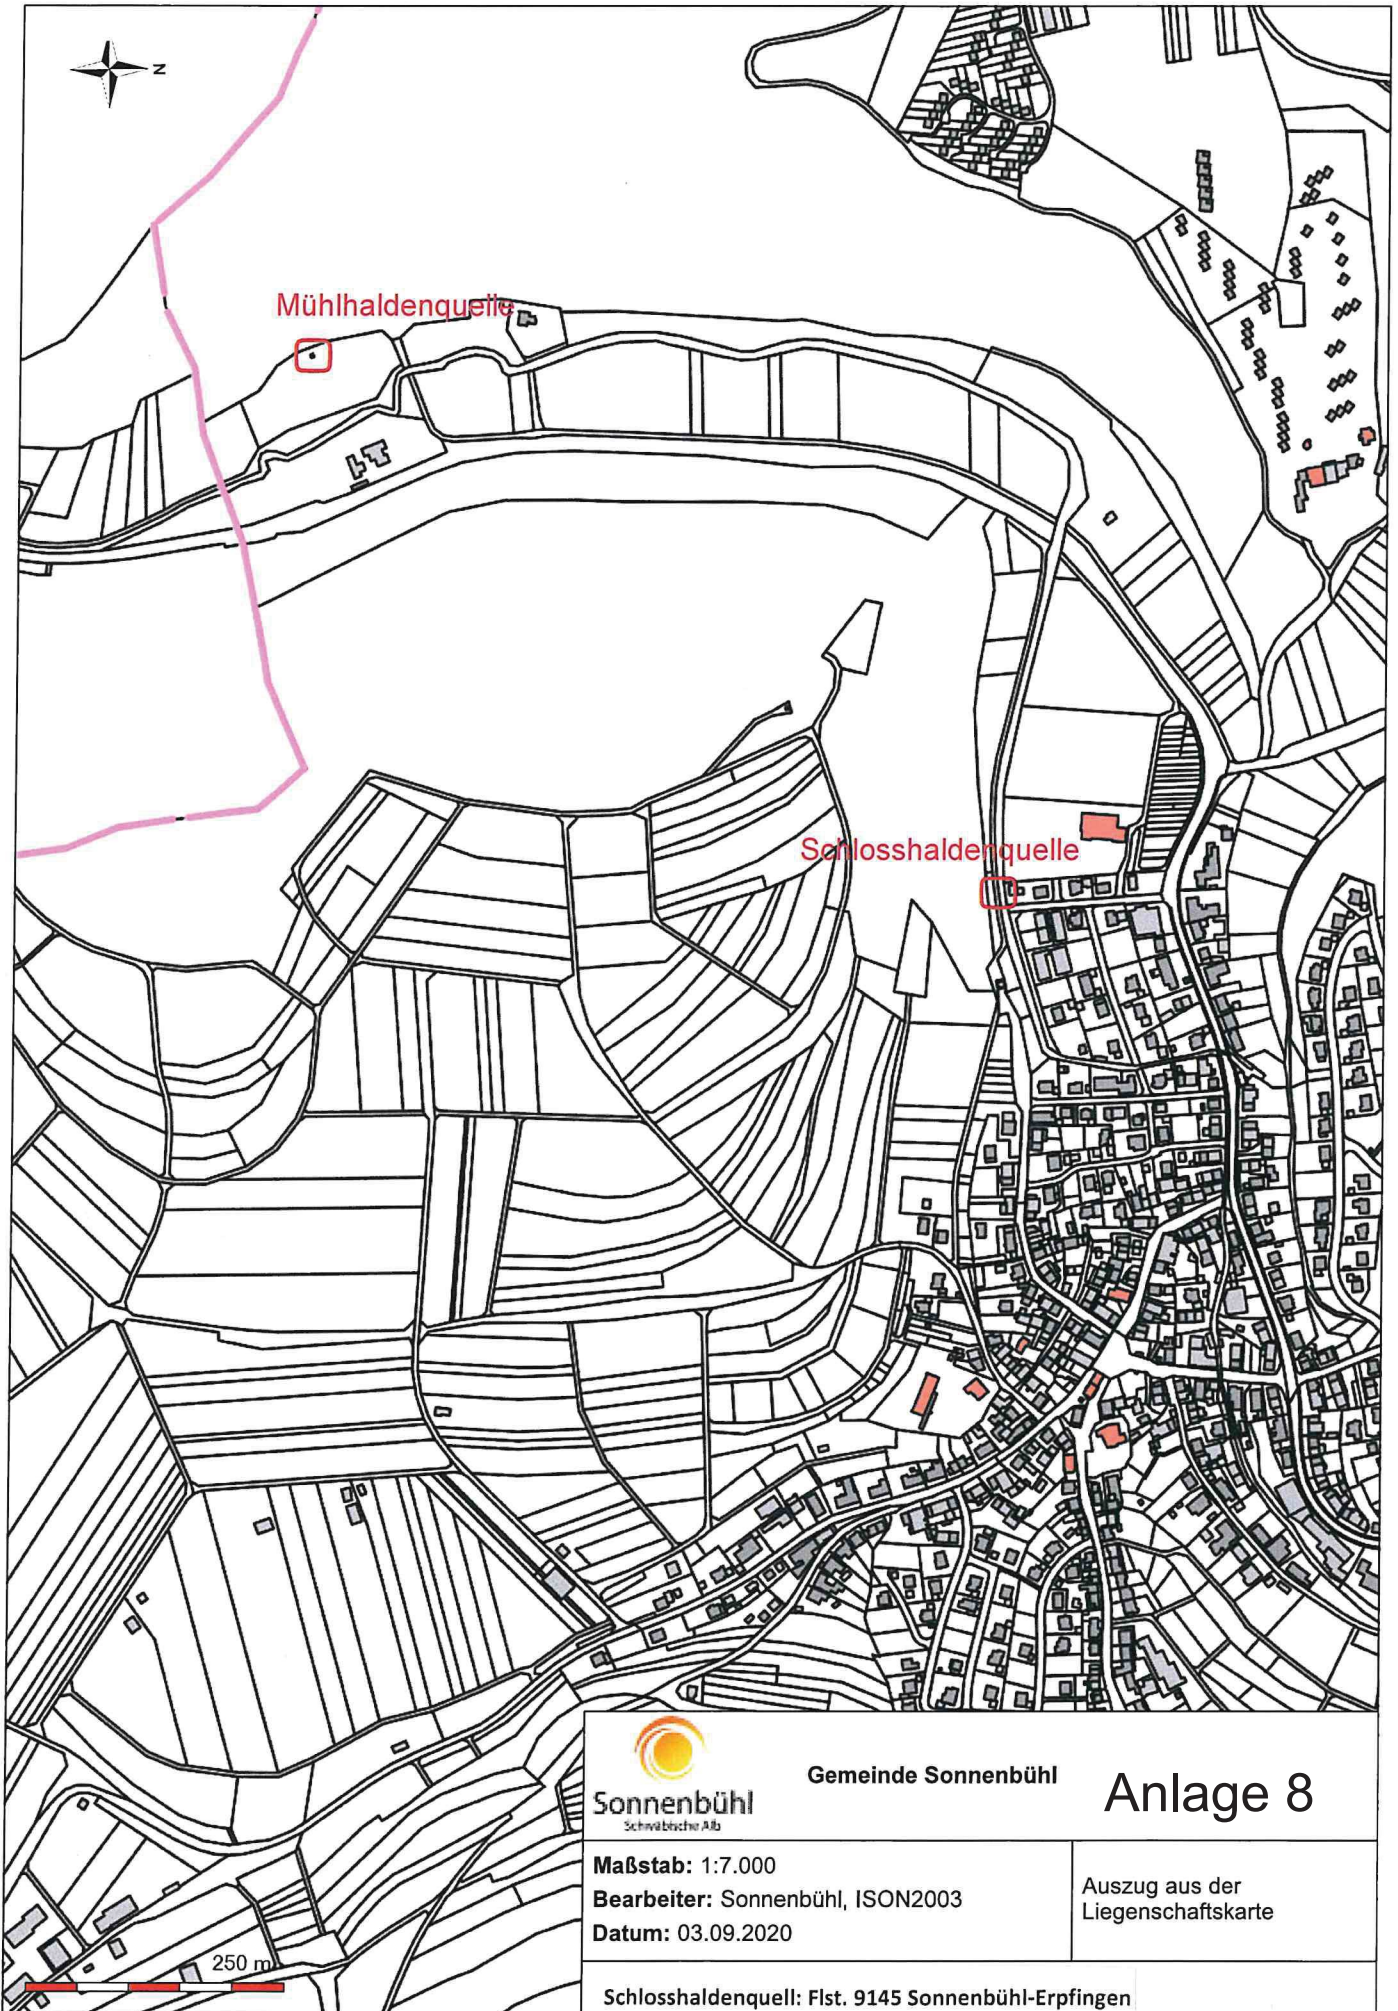 N
Mühlhaldenquelle
Schlosshaldenquelle
Sonnenbühl
Schwäbische Alb
Gemeinde Sonnenbühl
Anlage 8
Maßstab: 1:7.000
Bearbeiter: Sonnenbühl, ISON2003
Datum: 03.09.2020
Auszug aus der
Liegenschaftskarte
250 m
Schlosshaldenquell: Flst. 9145 Sonnenbühl-Erpfingen